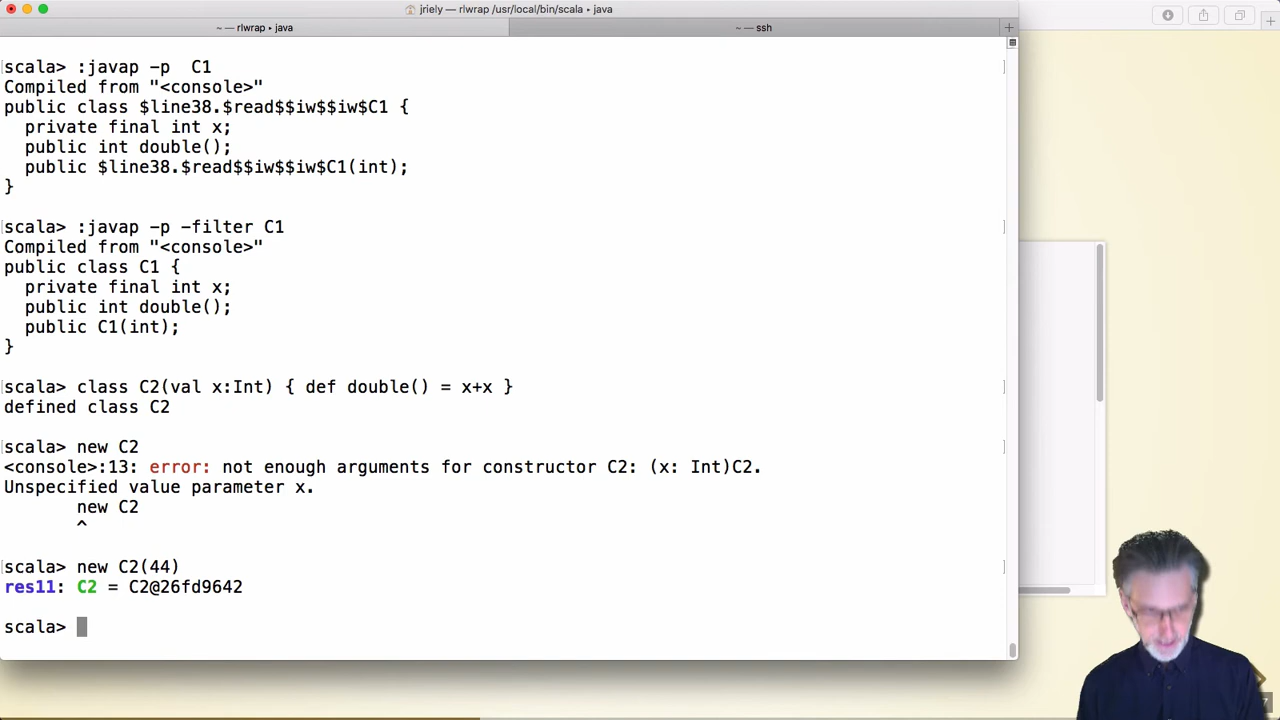 jriely — rlwrap /usr/local/bin/scala ▸ java
~ — rlwrap ▸ java
~ — ssh
scala> :javap -p  C1
Compiled from "<console>"
public class $line38.$read$$iw$$iw$C1 {
  private final int x;
  public int double();
  public $line38.$read$$iw$$iw$C1(int);
}
scala> :javap -p -filter C1
Compiled from "<console>"
public class C1 {
  private final int x;
  public int double();
  public C1(int);
}
scala> class C2(val x:Int) { def double() = x+x }
defined class C2
scala> new C2
<console>:13: error: not enough arguments for constructor C2: (x: Int)C2.
Unspecified value parameter x.
       new C2
       ^
scala> new C2(44)
res11: C2 = C2@26fd9642
scala>